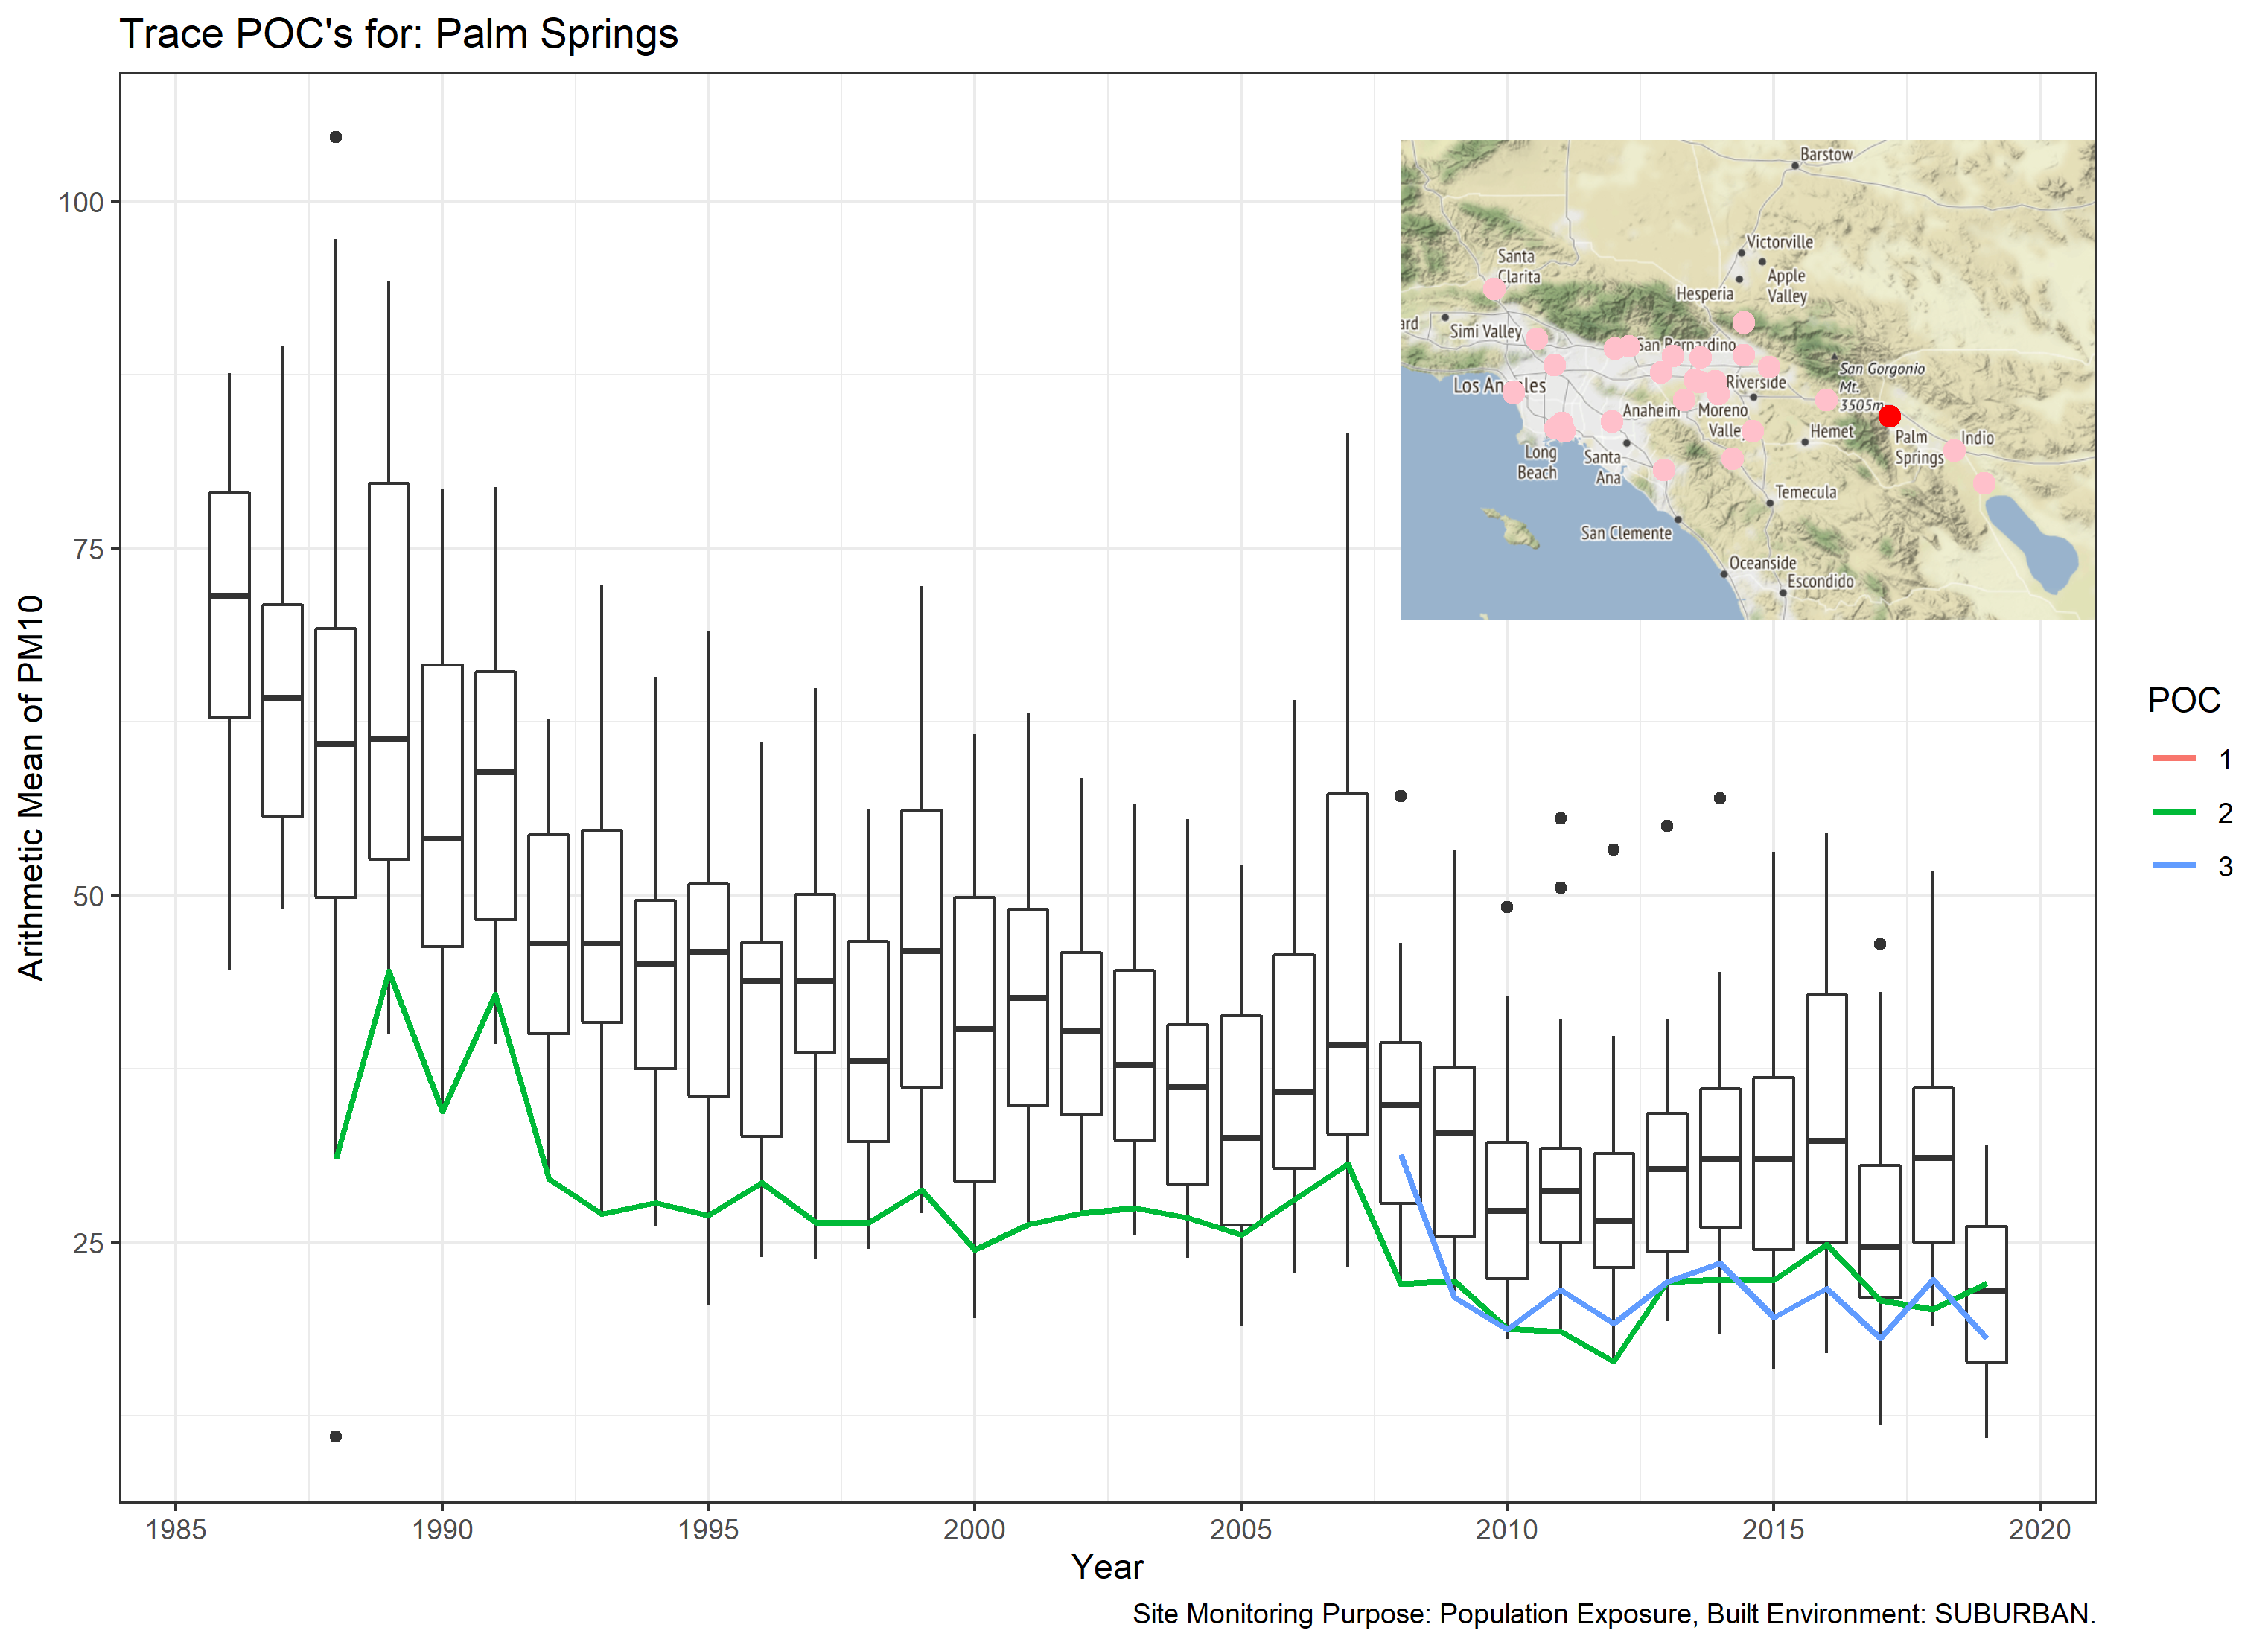 Trace POC's for: Palm Springs
Arithmetic Mean of PM10
100
75
50
25
Barstow
Victorville
Apple
Valley
Hesperia
Santa
Clarita
ard
Simi Valley
San Bernardino
Los Angeles
Riverside
San Gorgonio
Mt.
3505m
Anaheim
Moreno
Valley
Hemet
Palm
Springs
Indio
Long
Beach
Santa
Ana
Temecula
San Clemente
Oceanside
Escondido
POC
1
2
3
1985
1990
1995
2000
2005
2010
2015
2020
Year
Site Monitoring Purpose: Population Exposure, Built Environment: SUBURBAN.